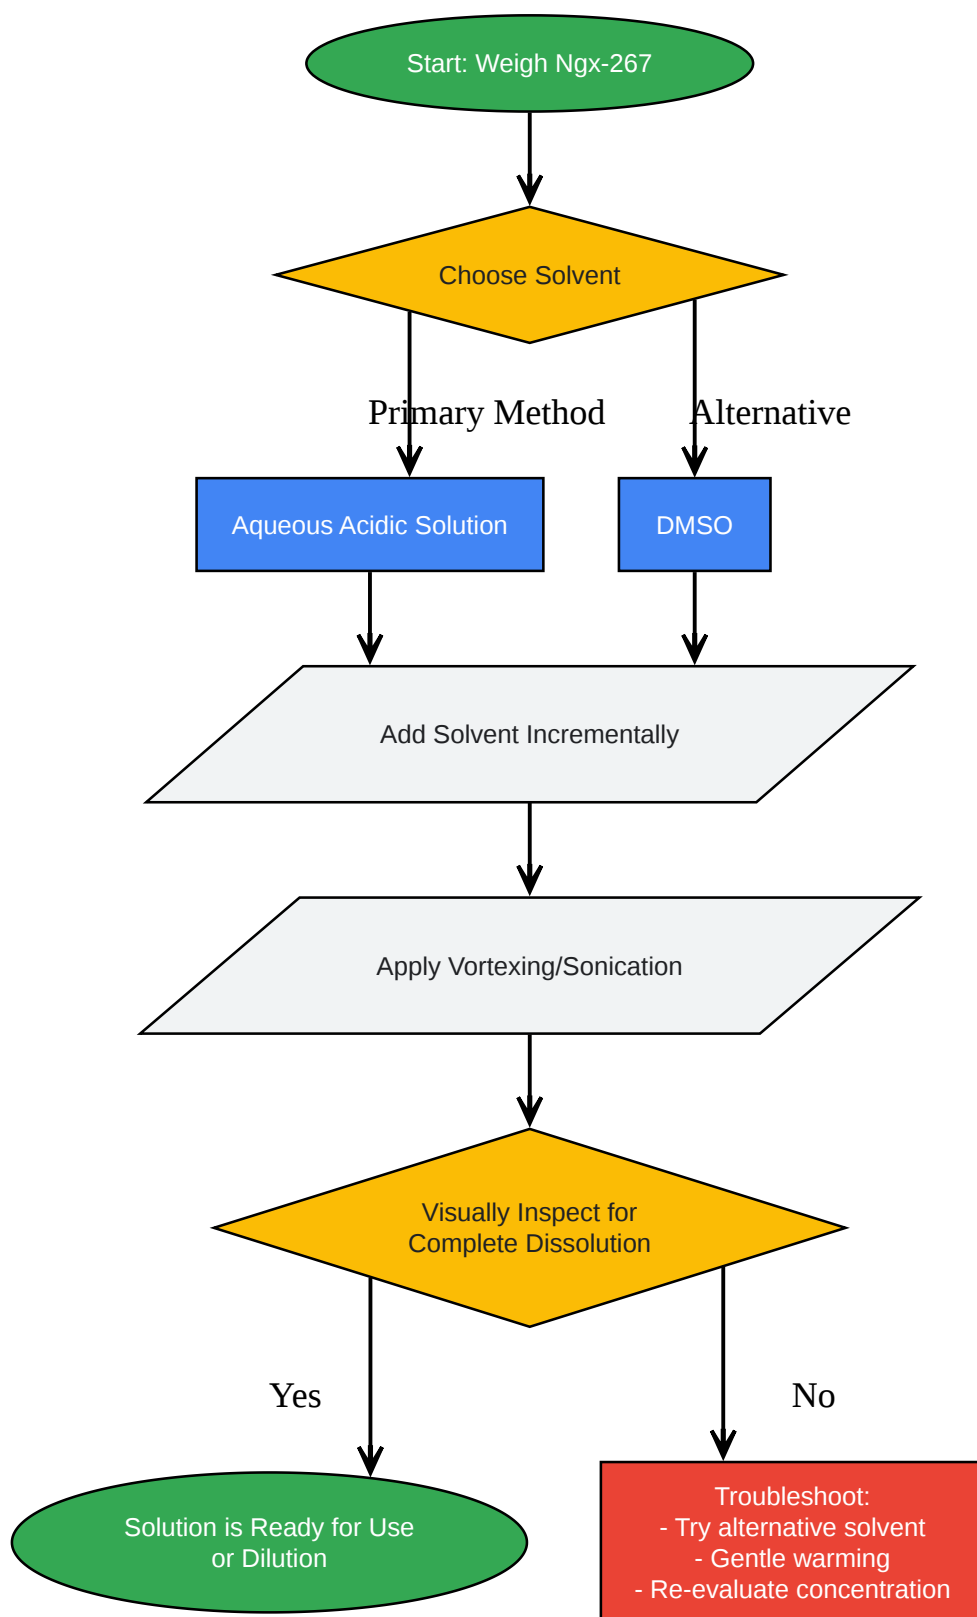 Start: Weigh Ngx-267
Choose Solvent
Primary Method
Alternative
Aqueous Acidic Solution
DMSO
Add Solvent Incrementally
Apply Vortexing/Sonication
Visually Inspect for
Complete Dissolution
Yes
No
Solution is Ready for Use
or Dilution
Troubleshoot:
- Try alternative solvent
- Gentle warming
- Re-evaluate concentration